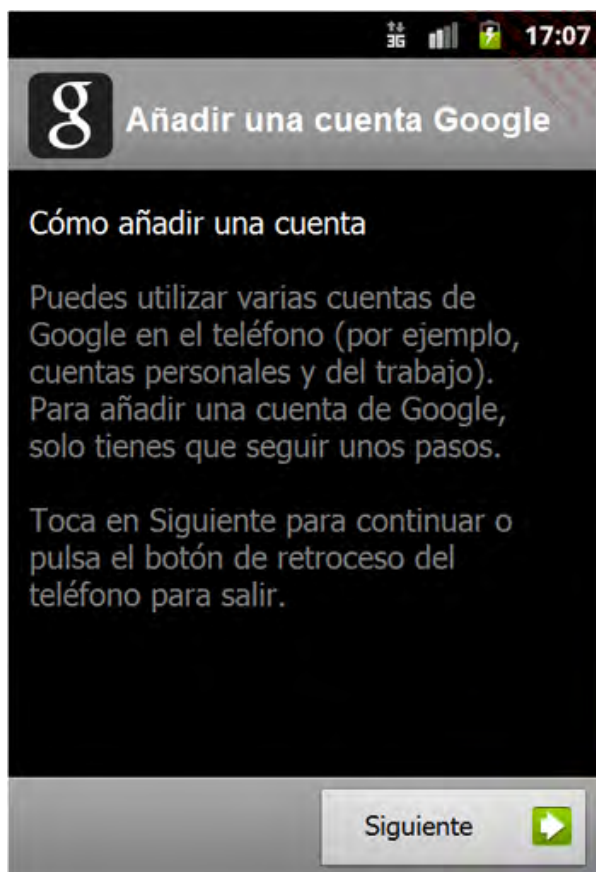 3G 17:07
g Añadir una cuenta Google
Cómo añadir una cuenta
Puedes utilizar varias cuentas de
Google en el teléfono (por ejemplo,
cuentas personales y del trabajo).
Para añadir una cuenta de Google,
solo tienes que seguir unos pasos.
Toca en Siguiente para continuar o
pulsa el botón de retroceso del
teléfono para salir.
Siguiente